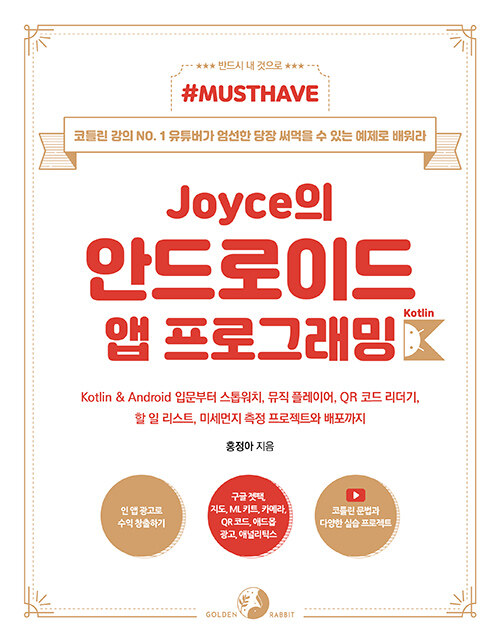 ★★★ 반드시 내 것으로 ★★★
#MUSTHAVE
코틀린 강의 NO. 1 유튜버가 엄선한 당장 써먹을 수 있는 예제로 배워라
Joyce의
안드로이드
앱 프로그래밍
Kotlin
Kotlin & Android 입문부터 스톱워치, 뮤직 플레이어, QR 코드 리더기,
할 일 리스트, 미세먼지 측정 프로젝트와 배포까지
홍정아 지음
인 앱 광고로
수익 창출하기
구글 젯팩,
지도, ML 키트, 카메라,
QR 코드, 애드몹
광고, 애널리틱스
코틀린 문법과
다양한 실습 프로젝트
GOLDEN RABBIT